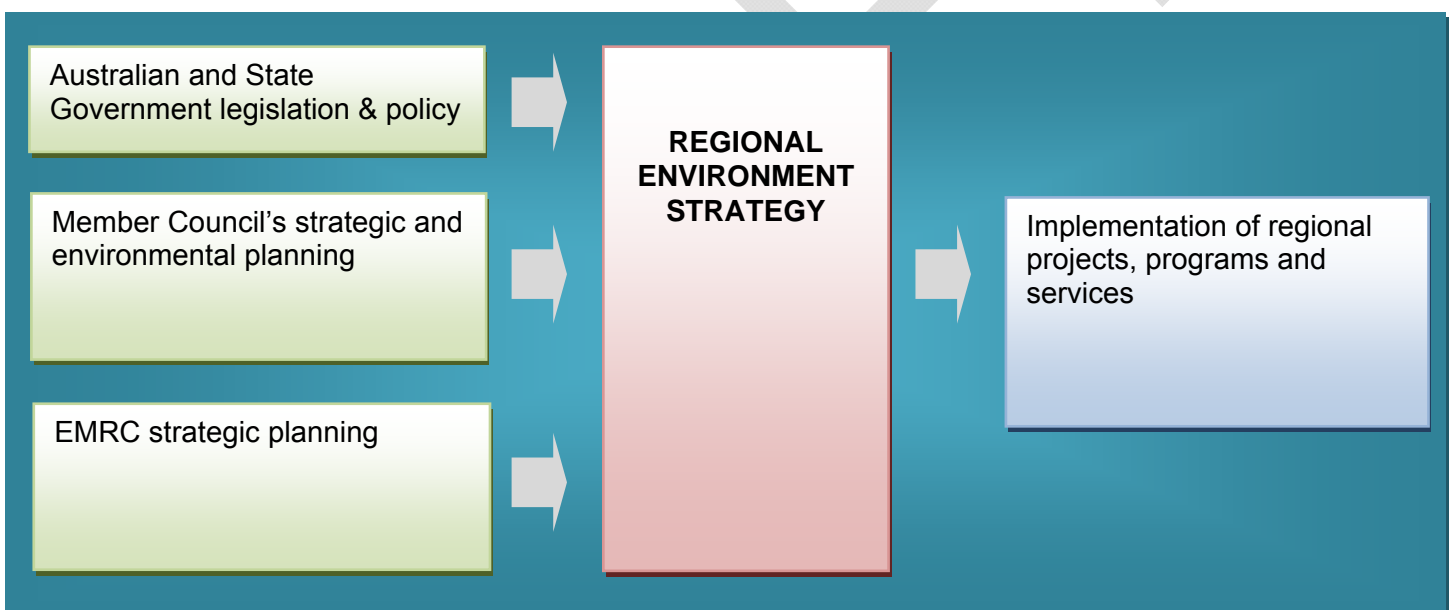 Australian and State
Government legislation & policy
Member Council's strategic and
environmental planning
EMRC strategic planning
REGIONAL
ENVIRONMENT
STRATEGY
Implementation of regional
projects, programs and
services